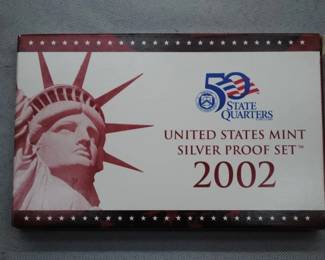 50
STATE
QUARTERS
UNITED STATES MINT
SILVER PROOF SET™
2002